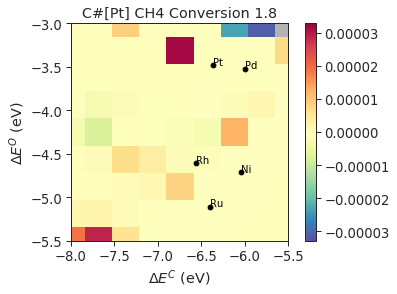 C#[Pt] CH4 Conversion 1.8
−3.0
−3.5
−4.0
−4.5
−5.0
−5.5
ΔE^O (eV)
Pt
Pd
Rh
Ni
Ru
−8.0 −7.5 −7.0 −6.5 −6.0 −5.5
ΔE^C (eV)
0.00003
0.00002
0.00001
0.00000
−0.00001
−0.00002
−0.00003